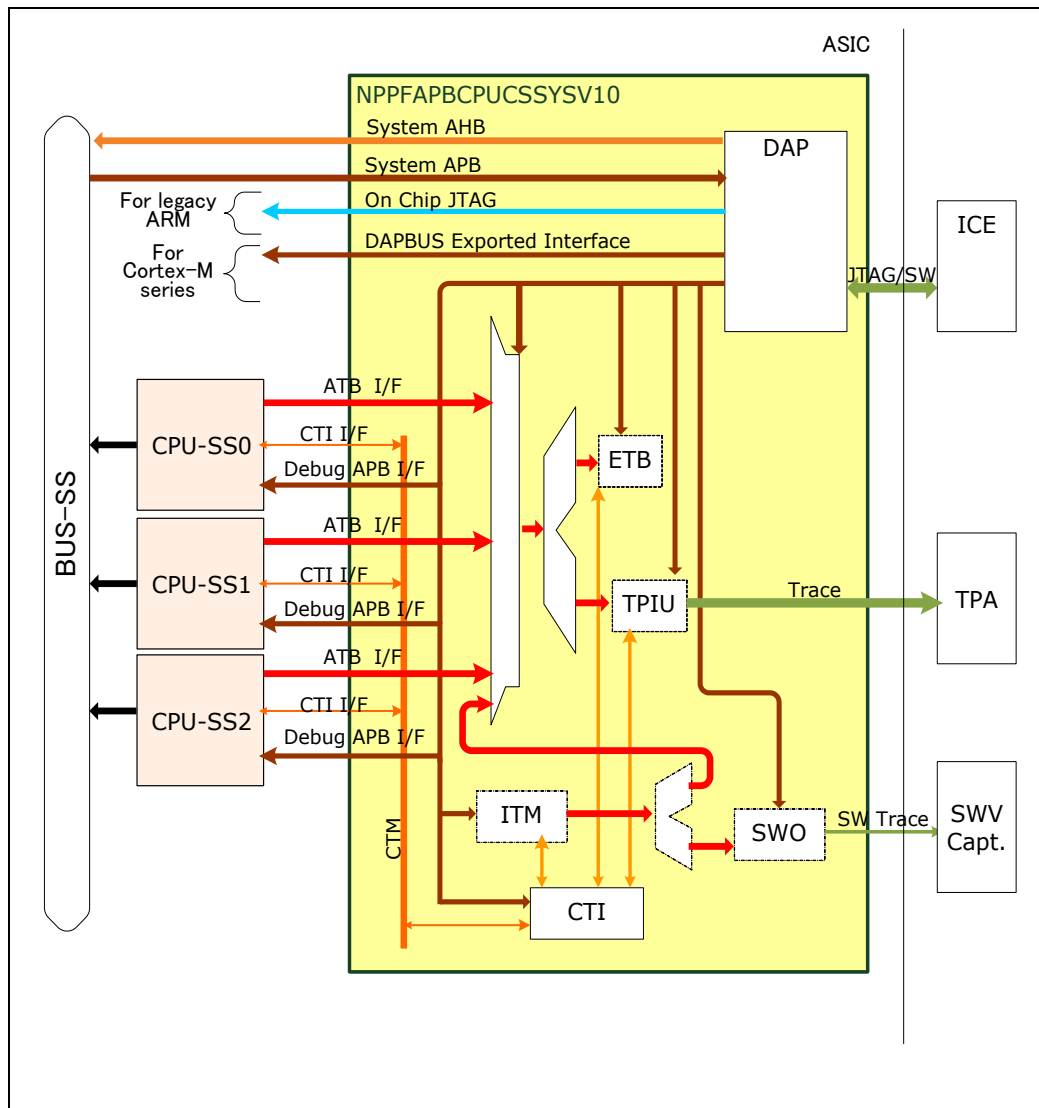 ASIC
NPPFAPBCPUCSSYSV10
System AHB
DAP
System APB
For legacy
ARM
On Chip JTAG
ICE
For
Cortex-M
series
DAPBUS Exported Interface
JTAG/SW
BUS-SS
ATB I/F
CPU-SS0
CTI I/F
Debug APB I/F
ETB
ATB I/F
CPU-SS1
CTI I/F
Debug APB I/F
TPIU
Trace
TPA
ATB I/F
CPU-SS2
CTI I/F
Debug APB I/F
CTM
ITM
SWO
SW Trace
SWV
Capt.
CTI